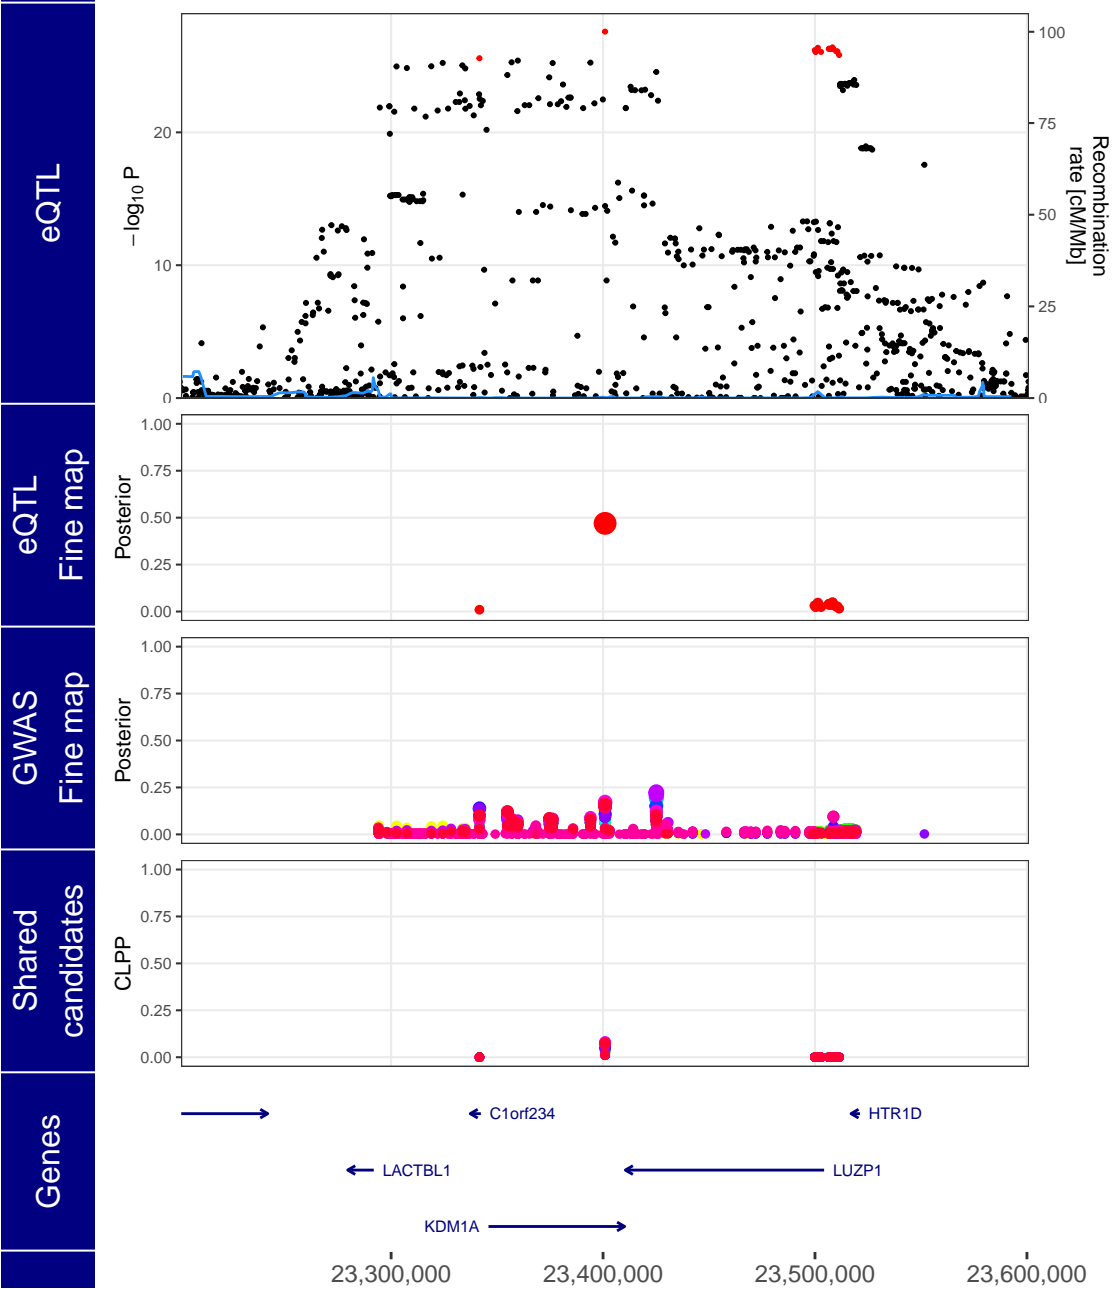 eQTL
− log10 P
20
10
0
100
75
50
25
0
Recombination
rate [cM/Mb]
eQTL
Fine map
Posterior
1.00
0.75
0.50
0.25
0.00
GWAS
Fine map
Posterior
1.00
0.75
0.50
0.25
0.00
Shared
candidates
CLPP
1.00
0.75
0.50
0.25
0.00
Genes
C1orf234
HTR1D
LACTBL1
LUZP1
KDM1A
23,300,000
23,400,000
23,500,000
23,600,000